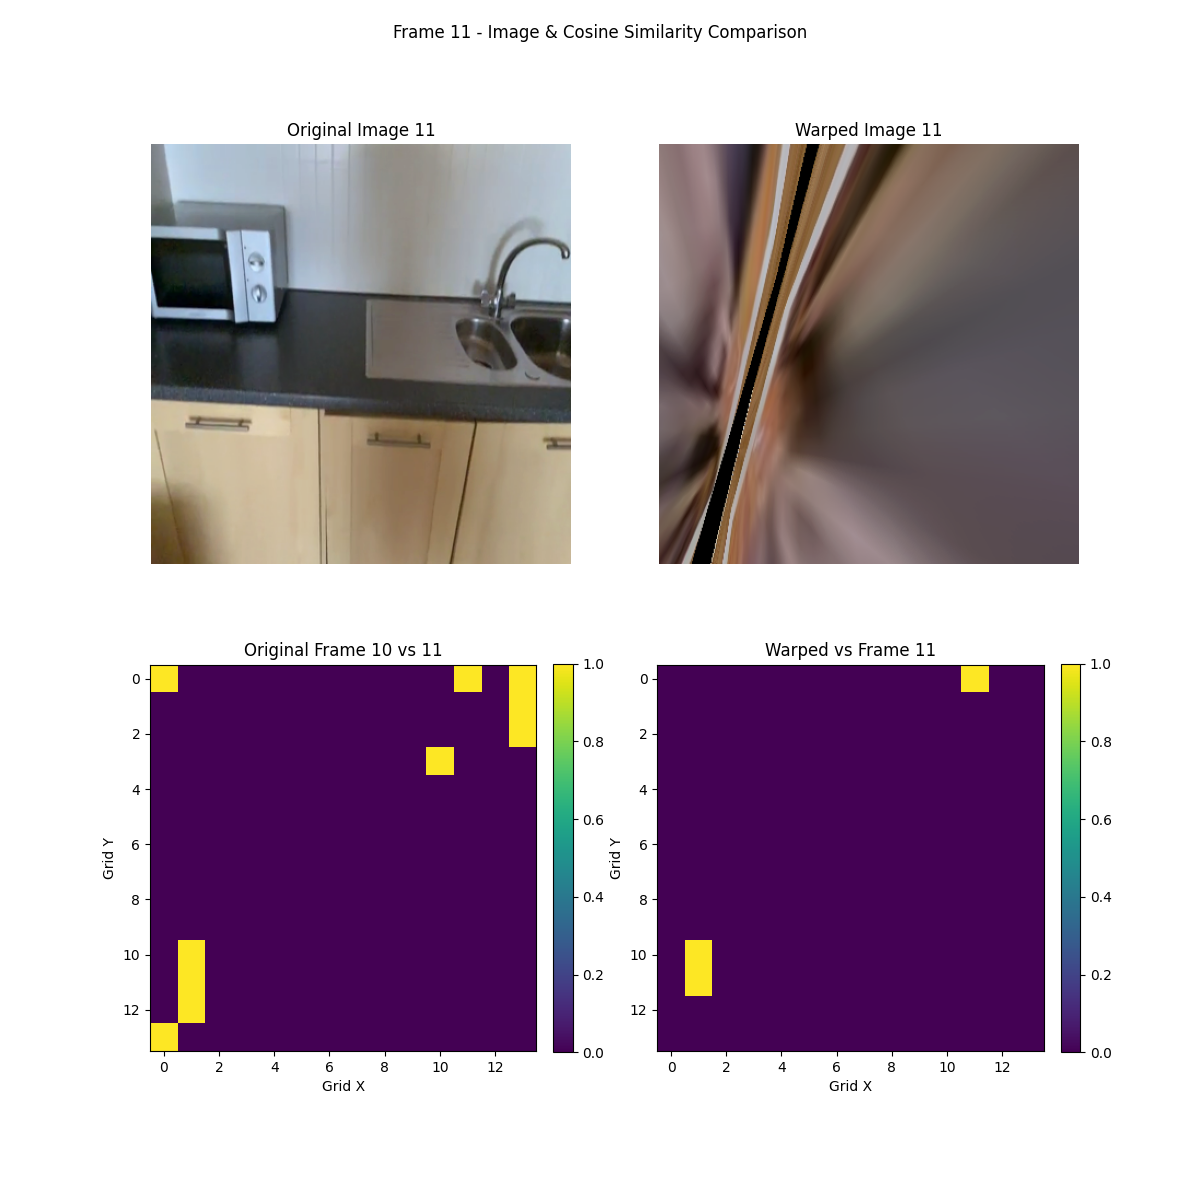 Frame 11 - Image & Cosine Similarity Comparison
Original Image 11
Warped Image 11
Original Frame 10 vs 11
Warped vs Frame 11
0
2
4
6
8
10
12
Grid Y
0 2 4 6 8 10 12
Grid X
1.0
0.8
0.6
0.4
0.2
0.0
0
2
4
6
8
10
12
Grid Y
0 2 4 6 8 10 12
Grid X
1.0
0.8
0.6
0.4
0.2
0.0